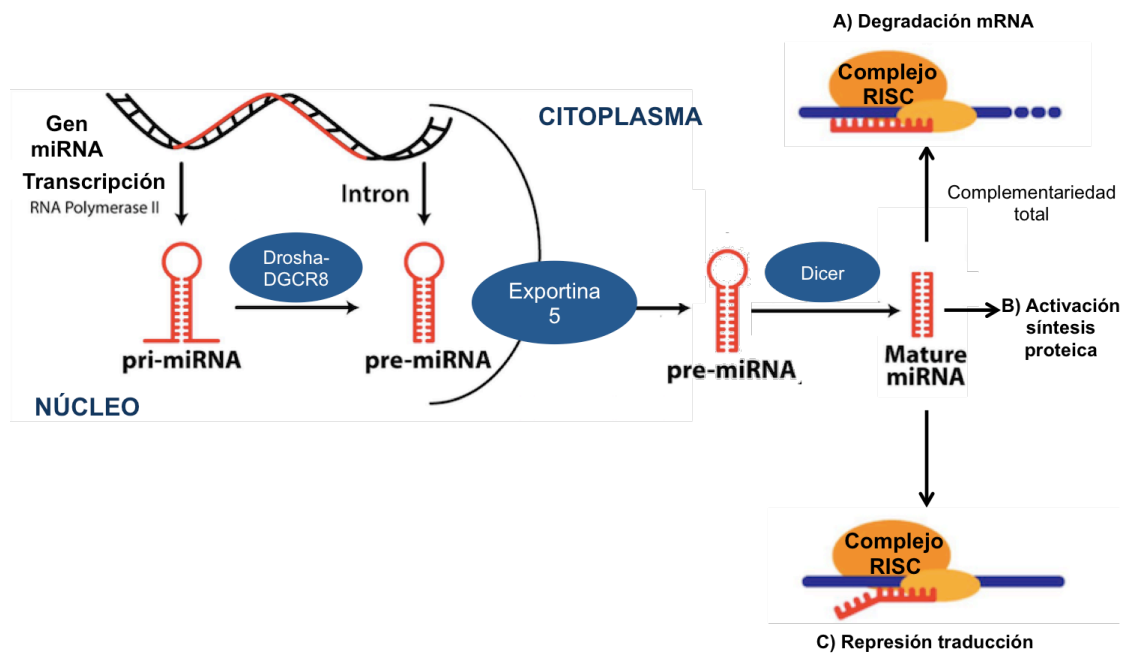 A) Degradación mRNA
Complejo
RISC
CITOPLASMA
Gen
miRNA
Transcripción
RNA Polymerase II
Intron
Complementariedad
total
Drosha-
DGCR8
Exportina
5
Dicer
B) Activación
síntesis
proteica
pri-miRNA
pre-miRNA
pre-miRNA
Mature
miRNA
NÚCLEO
Complejo
RISC
C) Represión traducción